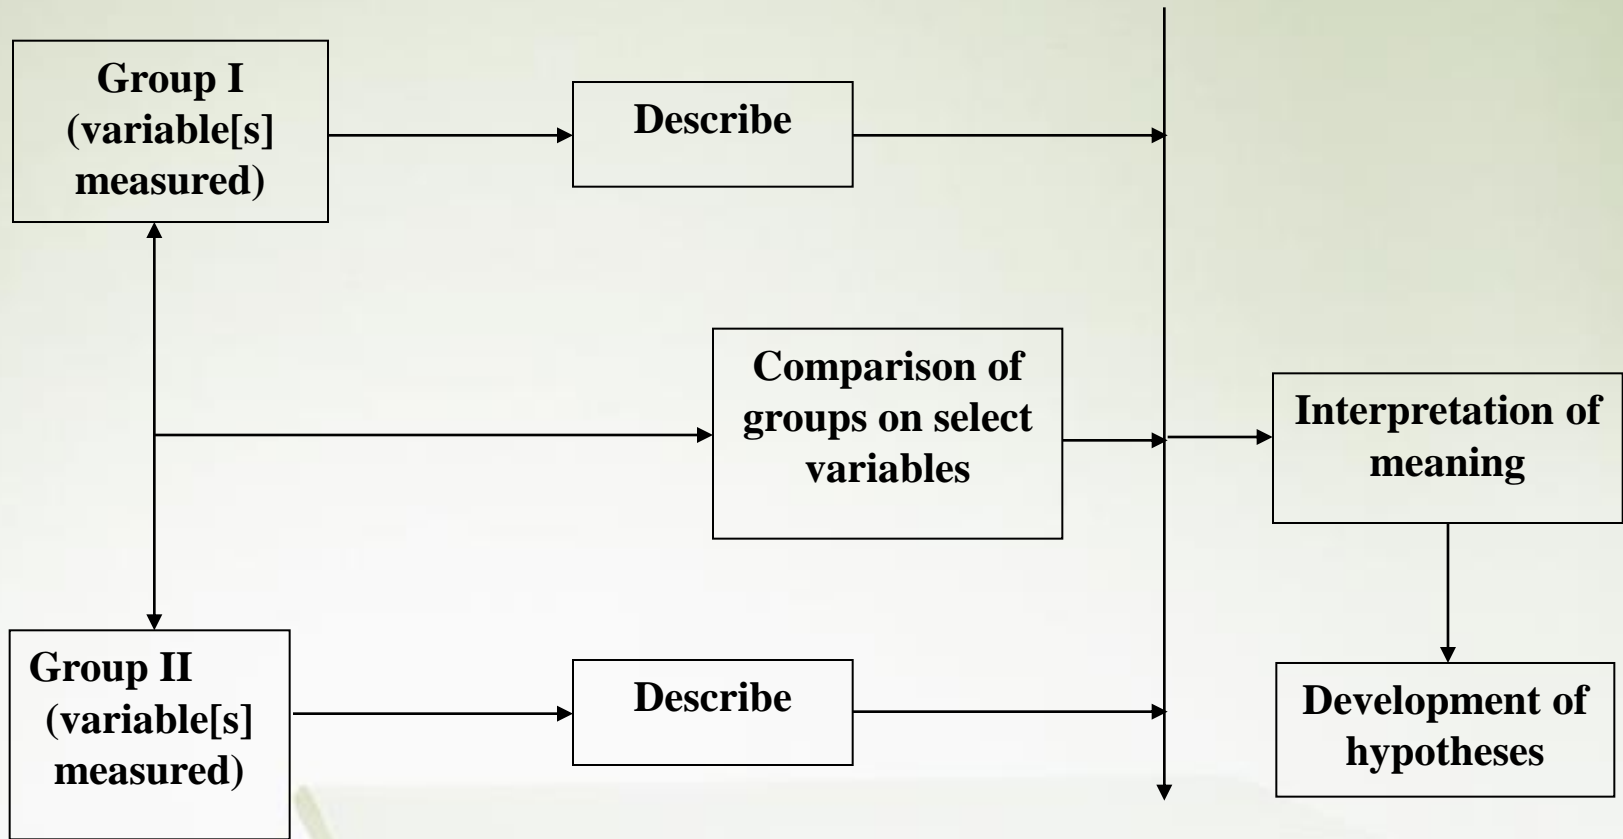 Group I
(variable[s]
measured)
Describe
Comparison of
groups on select
variables
Interpretation of
meaning
Group II
(variable[s]
measured)
Describe
Development of
hypotheses